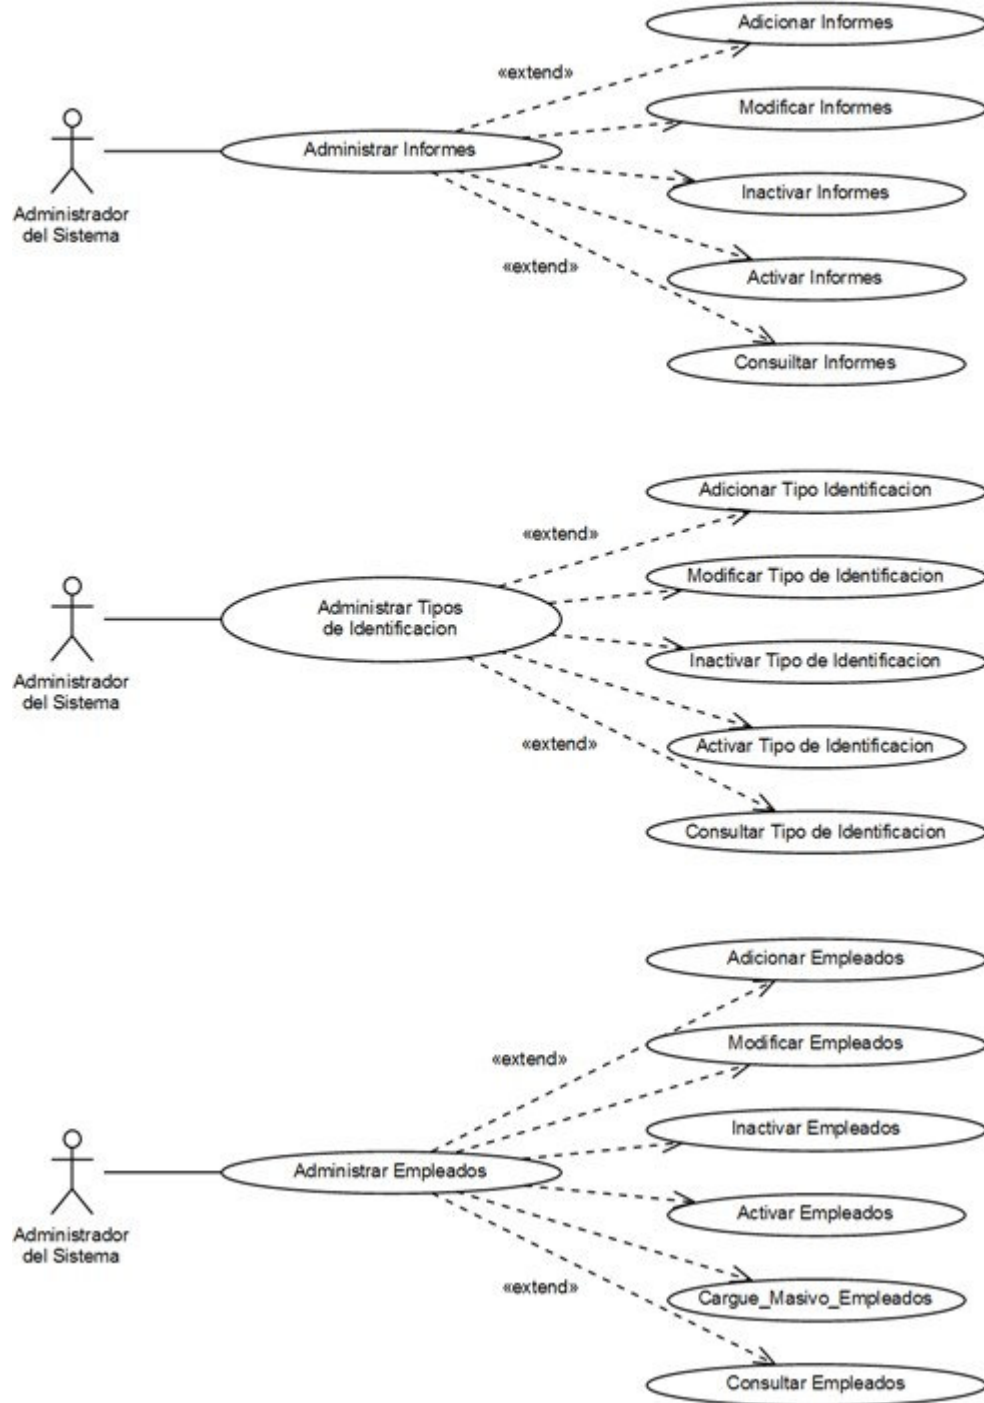 Adicionar Informes
«extend»
Modificar Informes
Administrar Informes
Inactivar Informes
Administrador
del Sistema
«extend»
Activar Informes
Consuiltar Informes
Adicionar Tipo Identificacion
«extend»
Modificar Tipo de Identificacion
Administrar Tipos
de Identificacion
Inactivar Tipo de Identificacion
Administrador
del Sistema
«extend»
Activar Tipo de Identificacion
Consultar Tipo de Identificacion
Adicionar Empleados
«extend»
Modificar Empleados
Inactivar Empleados
Administrar Empleados
Activar Empleados
Administrador
del Sistema
«extend»
Cargue_Masivo_Empleados
Consultar Empleados